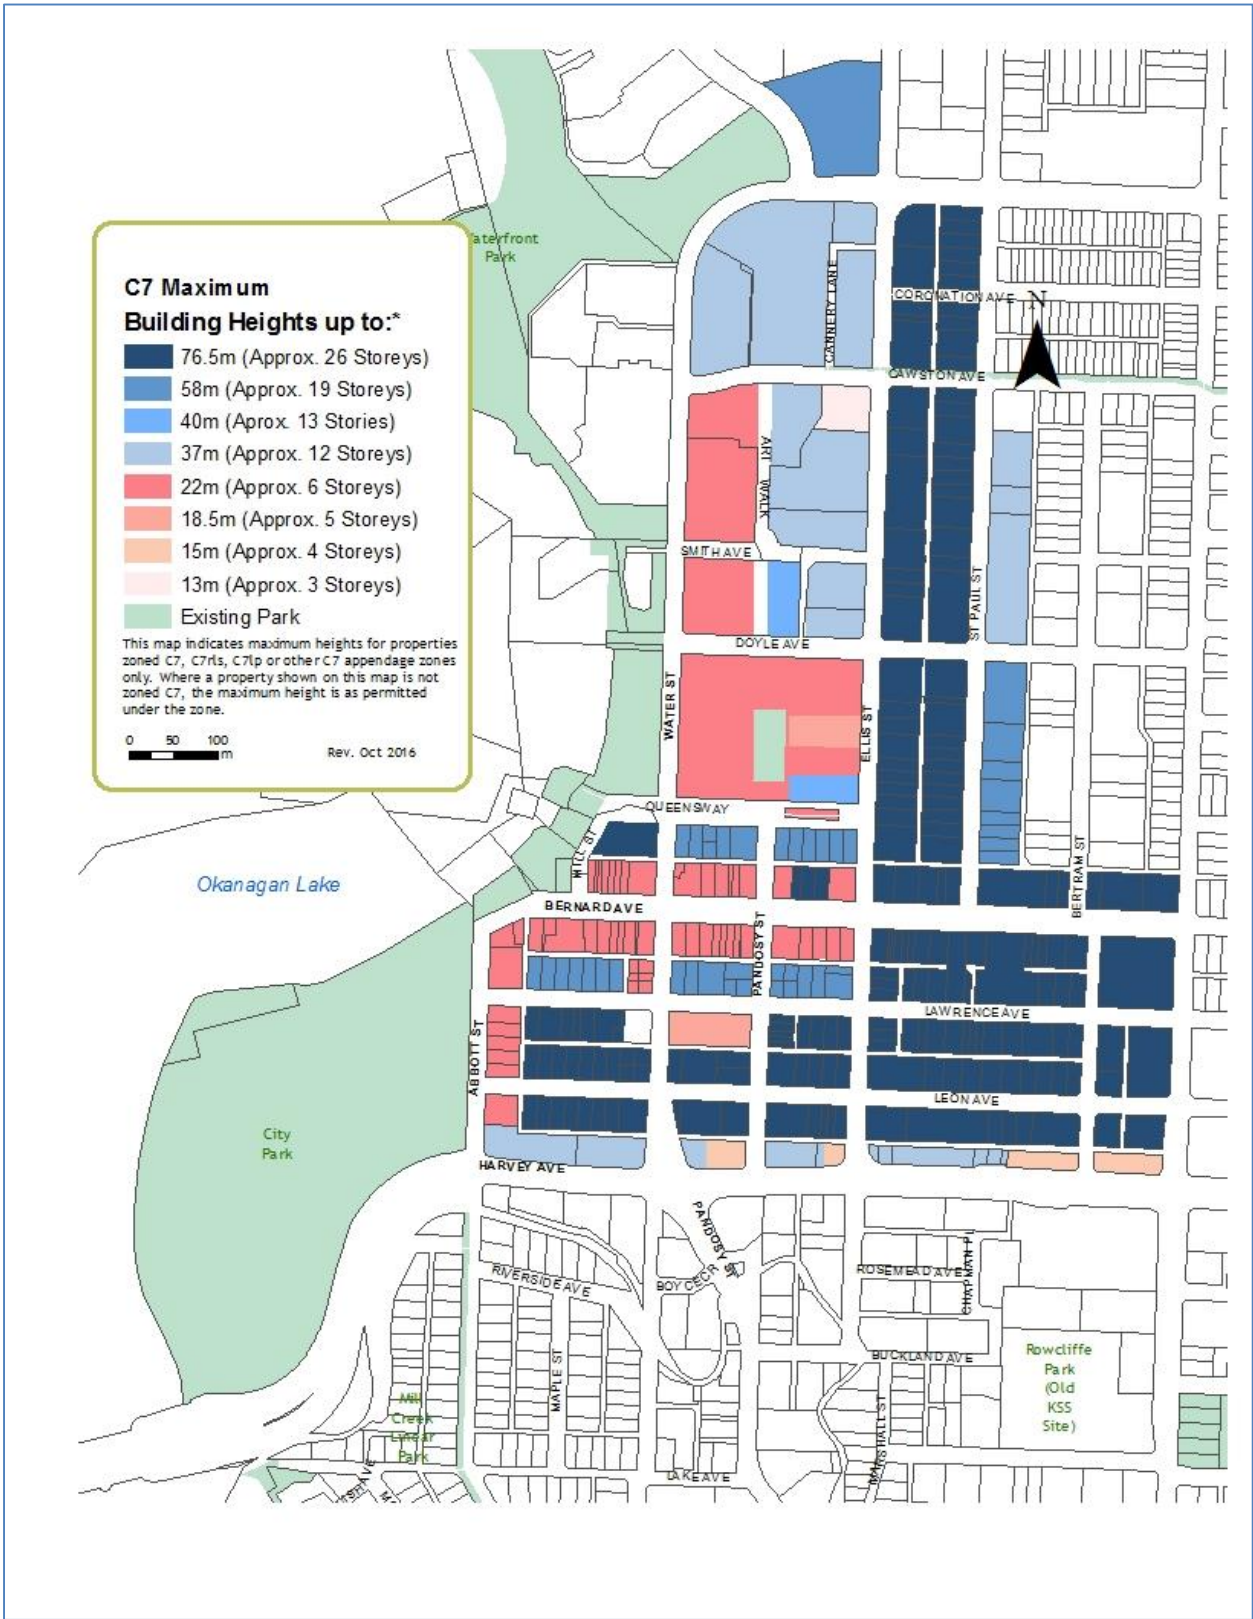 Waterfront
Park
C7 Maximum
Building Heights up to:*
76.5m (Approx. 26 Storeys)
58m (Approx. 19 Storeys)
40m (Aprox. 13 Stories)
37m (Approx. 12 Storeys)
22m (Approx. 6 Storeys)
18.5m (Approx. 5 Storeys)
15m (Approx. 4 Storeys)
13m (Approx. 3 Storeys)
Existing Park
This map indicates maximum heights for properties
zoned C7, C7rls, C7lp or other C7 appendage zones
only. Where a property shown on this map is not
zoned C7, the maximum height is as permitted
under the zone.
0 50 100
m
Rev. Oct 2016
CANNERY LANE
CORONATION AVE
N
CAWSTON AVE
ART WALK
SMITH AVE
ST PAUL ST
DOYLE AVE
WATER ST
ELLIS ST
QUEENSWAY
MILL ST
BERTRAM ST
Okanagan Lake
BERNARD AVE
PANDOSY ST
LAWRENCE AVE
ABBOTT ST
LEON AVE
City
Park
HARVEY AVE
PANDOSY ST
RIVERSIDE AVE
BOYCE CR
ROSEMEAD AVE
CHAPMAN PL
BUCKLAND AVE
Rowcliffe
Park
(Old
KSS
Site)
MAPLE ST
Mill
Creek
Linear
Park
MARSHALL ST
LAKE AVE